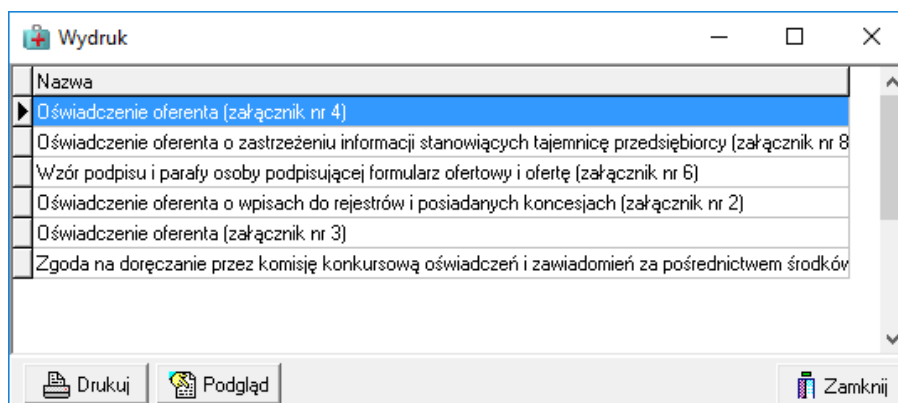 Wydruk
Nazwa
Oświadczenie oferenta (załącznik nr 4)
Oświadczenie oferenta o zastrzeżeniu informacji stanowiących tajemnicę przedsiębiorcy (załącznik nr 8
Wzór podpisu i parafy osoby podpisującej formularz ofertowy i ofertę (załącznik nr 6)
Oświadczenie oferenta o wpisach do rejestrów i posiadanych koncesjach (załącznik nr 2)
Oświadczenie oferenta (załącznik nr 3)
Zgoda na doręczanie przez komisję konkursową oświadczeń i zawiadomień za pośrednictwem środków
Drukuj Podgląd Zamknij